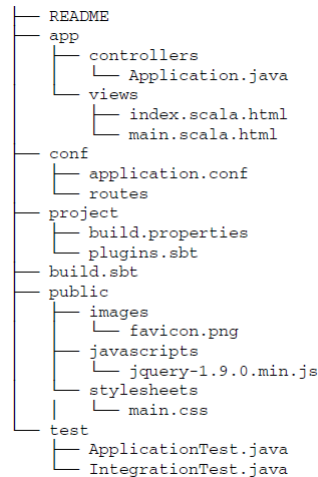 README
app
controllers
Application.java
views
index.scala.html
main.scala.html
conf
application.conf
routes
project
build.properties
plugins.sbt
build.sbt
public
images
favicon.png
javascripts
jquery-1.9.0.min.js
stylesheets
main.css
test
ApplicationTest.java
IntegrationTest.java